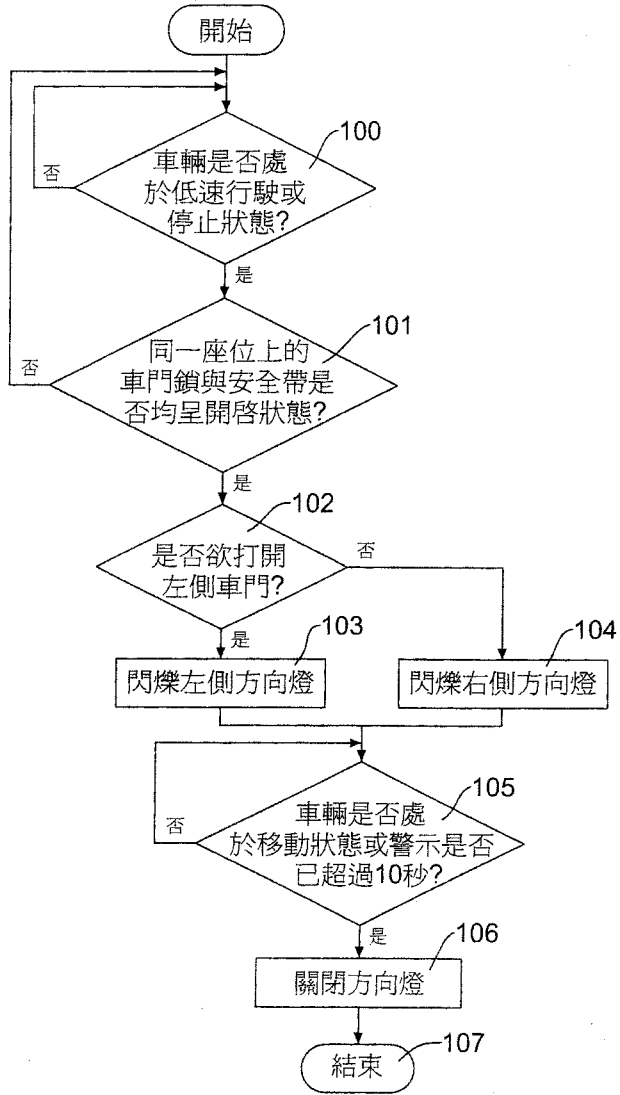 開始
100
車輛是否處
於低速行駛或
停止狀態?
否
是
101
同一座位上的
車門鎖與安全帶是
否均呈開啓狀態?
否
是
102
是否欲打開
左側車門?
否
是
103
閃爍左側方向燈
104
閃爍右側方向燈
105
車輛是否處
於移動狀態或警示是否
已超過10秒?
否
是
106
關閉方向燈
107
結束